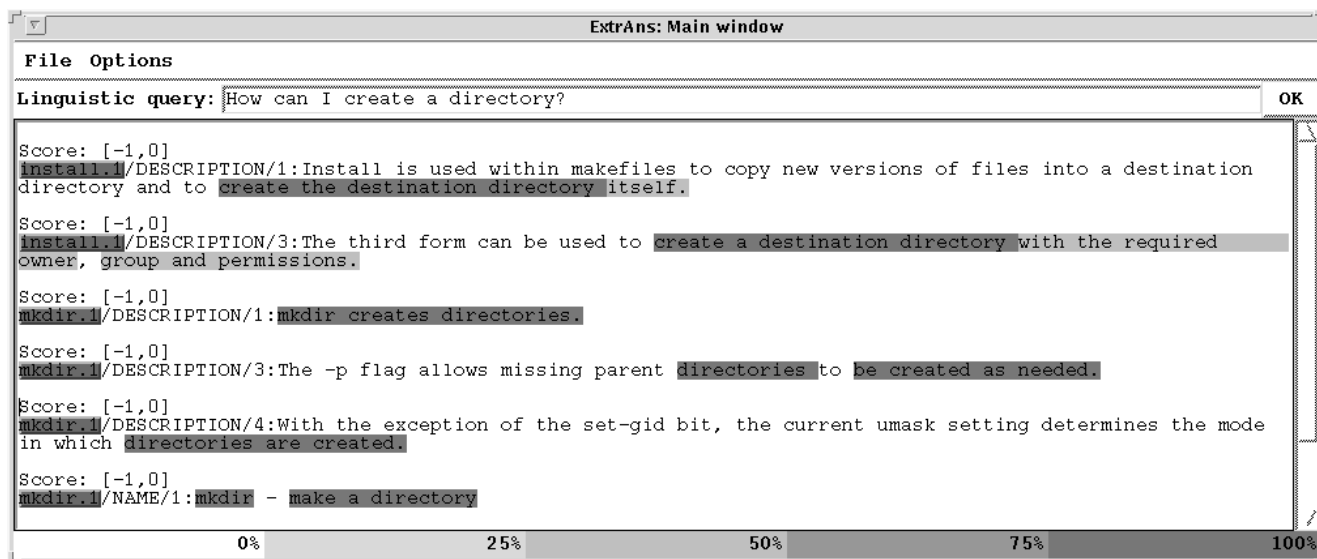 ExtrAns: Main window
File Options
Linguistic query: How can I create a directory? OK
Score: [-1,0]
install.1/DESCRIPTION/1:Install is used within makefiles to copy new versions of files into a destination
directory and to create the destination directory itself.
Score: [-1,0]
install.1/DESCRIPTION/3:The third form can be used to create a destination directory with the required
owner, group and permissions.
Score: [-1,0]
mkdir.1/DESCRIPTION/1:mkdir creates directories.
Score: [-1,0]
mkdir.1/DESCRIPTION/3:The -p flag allows missing parent directories to be created as needed.
Score: [-1,0]
mkdir.1/DESCRIPTION/4:With the exception of the set-gid bit, the current umask setting determines the mode
in which directories are created.
Score: [-1,0]
mkdir.1/NAME/1:mkdir - make a directory
0% 25% 50% 75% 100%